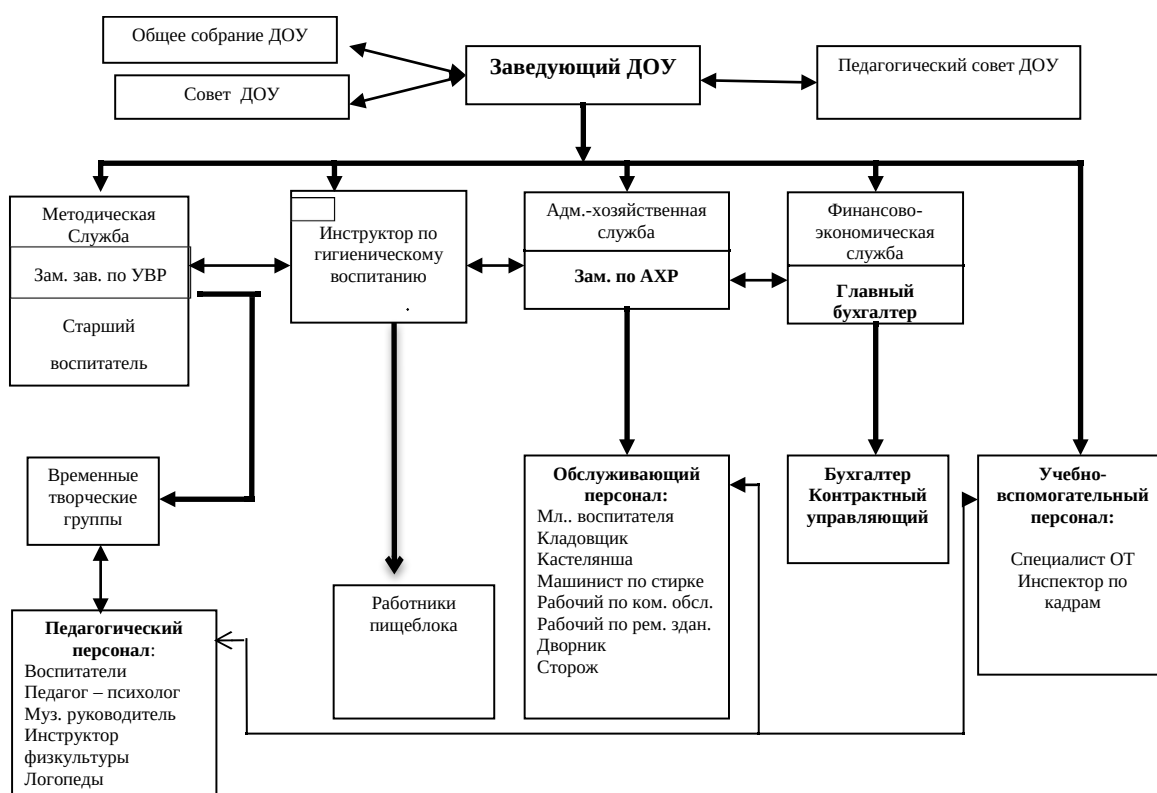 Общее собрание ДОУ
Заведующий ДОУ
Педагогический совет ДОУ
Совет ДОУ
Методическая
Служба
Зам. зав. по УВР
Старший
воспитатель
Инструктор по
гигиеническому
воспитанию
.
Адм.-хозяйственная
служба
Зам. по АХР
Финансово-
экономическая
служба
Главный
бухгалтер
Временные
творческие
группы
Педагогический
персонал:
Воспитатели
Педагог – психолог
Муз. руководитель
Инструктор
физкультуры
Логопеды
Работники
пищеблока
Обслуживающий
персонал:
Мл.. воспитателя
Кладовщик
Кастелянша
Машинист по стирке
Рабочий по ком. обсл.
Рабочий по рем. здан.
Дворник
Сторож
Бухгалтер
Контрактный
управляющий
Учебно-
вспомогательный
персонал:
Специалист ОТ
Инспектор по
кадрам